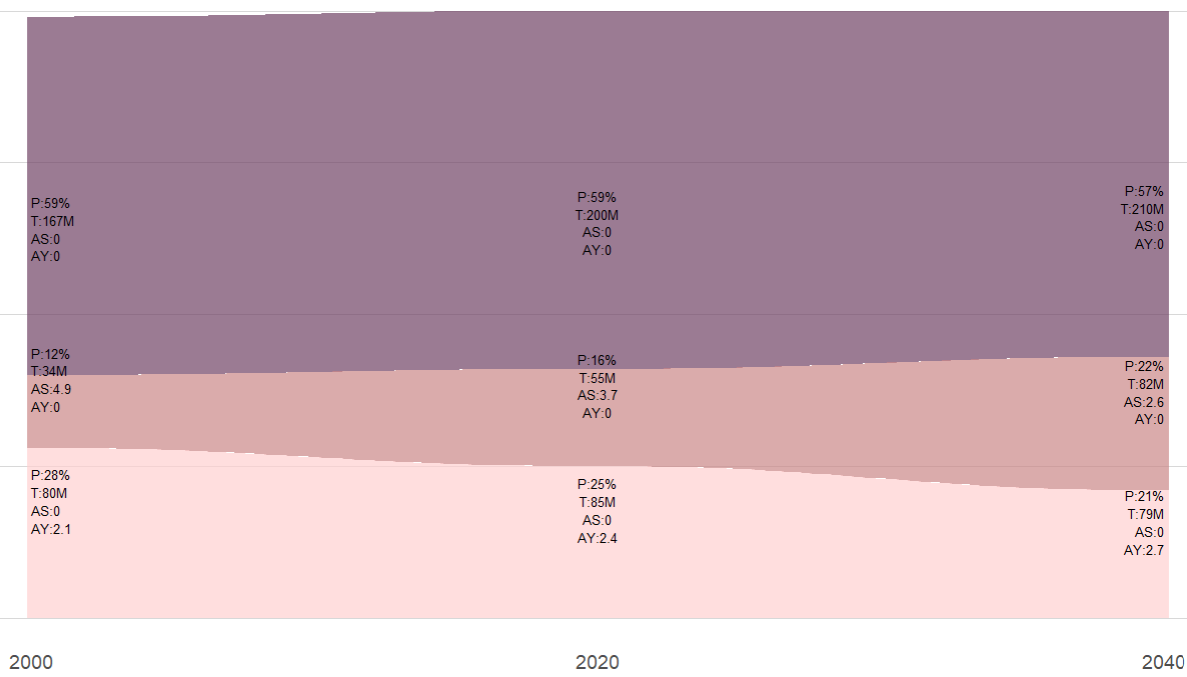 P:59%
T:167M
AS:0
AY:0
P:59%
T:200M
AS:0
AY:0
P:57%
T:210M
AS:0
AY:0
P:12%
T:34M
AS:4.9
AY:0
P:16%
T:55M
AS:3.7
AY:0
P:22%
T:82M
AS:2.6
AY:0
P:28%
T:80M
AS:0
AY:2.1
P:25%
T:85M
AS:0
AY:2.4
P:21%
T:79M
AS:0
AY:2.7
2000
2020
2040